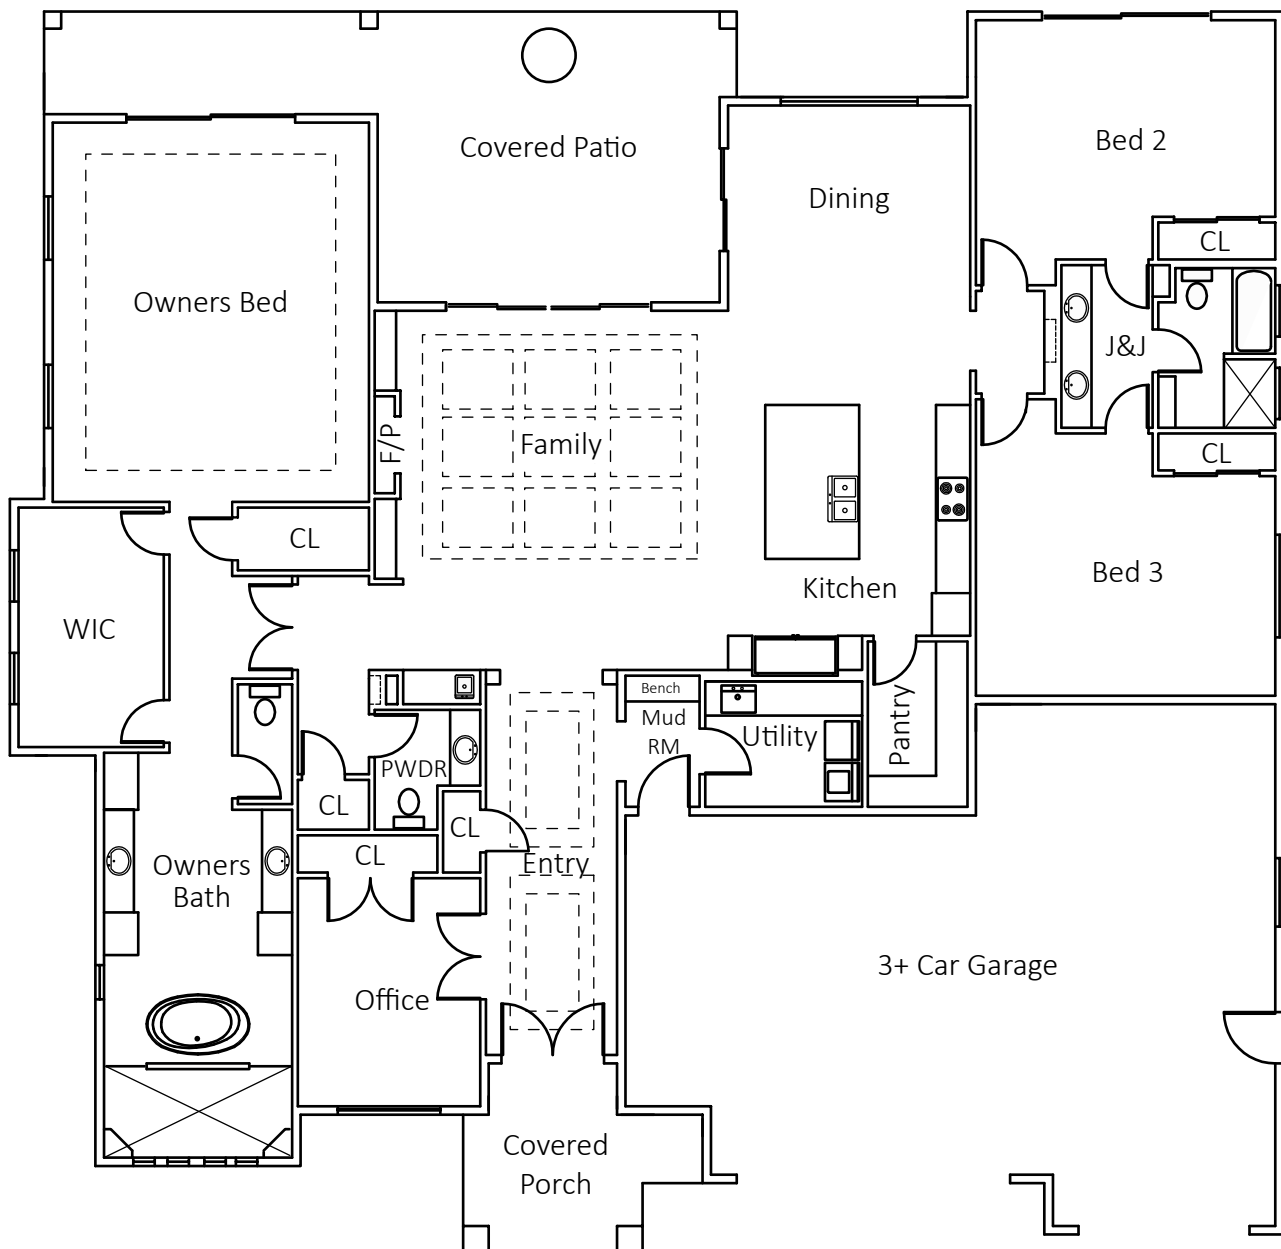 Covered Patio
Bed 2
Dining
CL
Owners Bed
J&J
Family
F/P
CL
CL
Bed 3
Kitchen
WIC
Bench
Mud
RM
Utility
Pantry
PWDR
CL
CL
CL
Entry
Owners
Bath
3+ Car Garage
Office
Covered
Porch